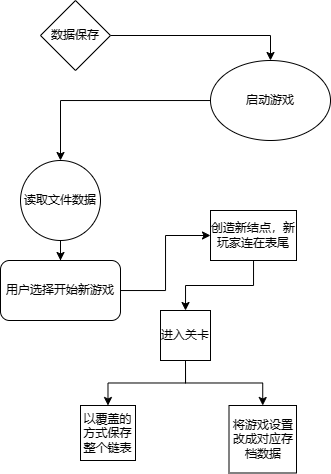 数据保存
启动游戏
读取文件数据
创造新结点，新
玩家连在表尾
用户选择开始新游戏
进入关卡
以覆盖的
方式保存
整个链表
将游戏设置
改成对应存
档数据